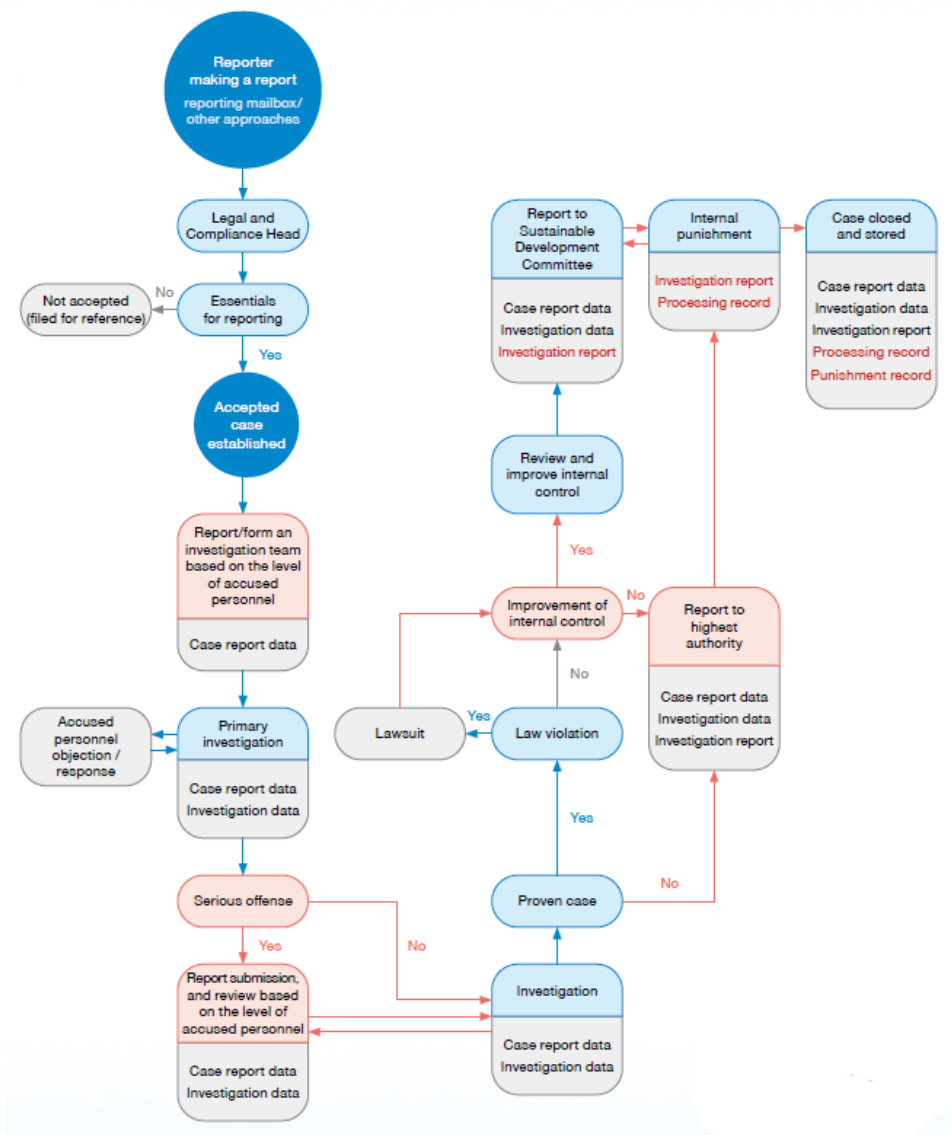 Reporter
making a report
reporting mailbox/
other approaches
Legal and
Compliance Head
Not accepted
(filed for reference)
No
Essentials
for reporting
Yes
Accepted
case
established
Report/form an
investigation team
based on the level
of accused
personnel
Case report data
Accused
personnel
objection /
response
Primary
investigation
Case report data
Investigation data
Serious offense
Yes
No
Report submission,
and review based
on the level of
accused personnel
Case report data
Investigation data
Investigation
Case report data
Investigation data
Proven case
No
Yes
Law violation
Yes
Lawsuit
No
Improvement of
internal control
No
Yes
Report to
highest
authority
Case report data
Investigation data
Investigation report
Review and
improve internal
control
Report to
Sustainable
Development
Committee
Case report data
Investigation data
Investigation report
Internal
punishment
Investigation report
Processing record
Case closed
and stored
Case report data
Investigation data
Investigation report
Processing record
Punishment record